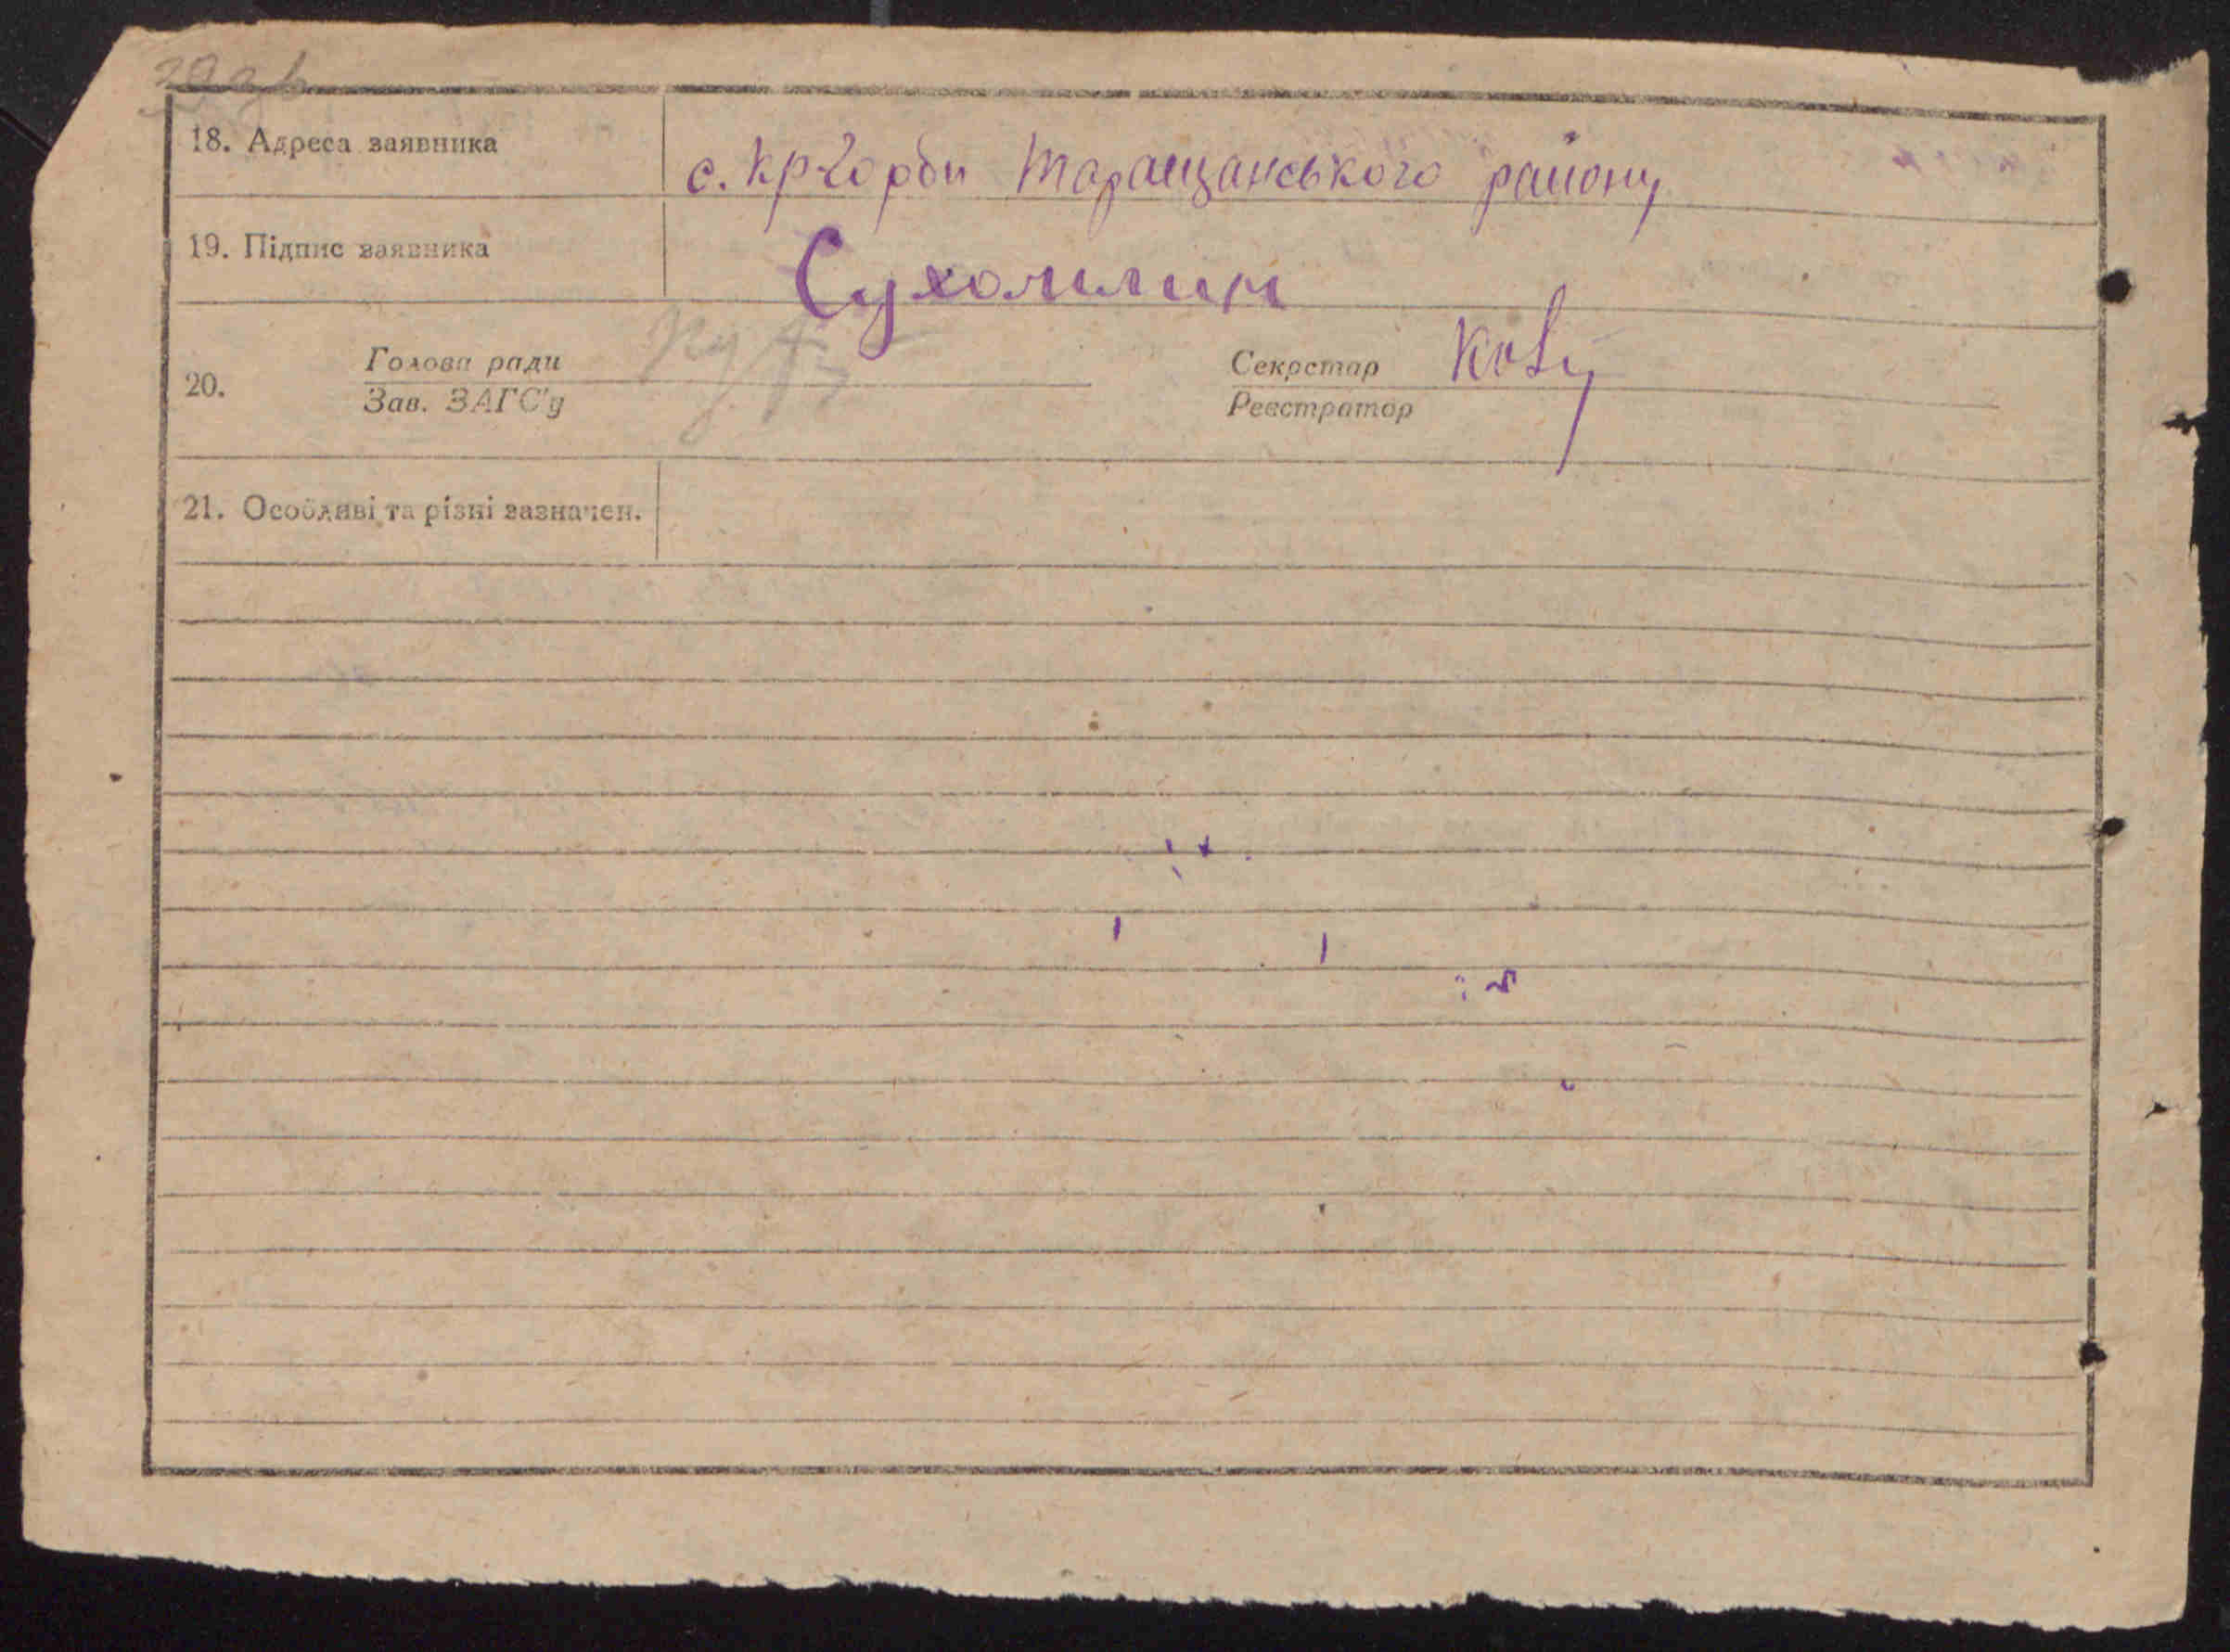 18. Адреса заявника с. Кр-Горби Таращанського району
19. Підпис заявника Сухомлин
Голова ради Секретар
20.
Зав. ЗАГС'у Реєстратор
21. Особливі та різні зазначен.